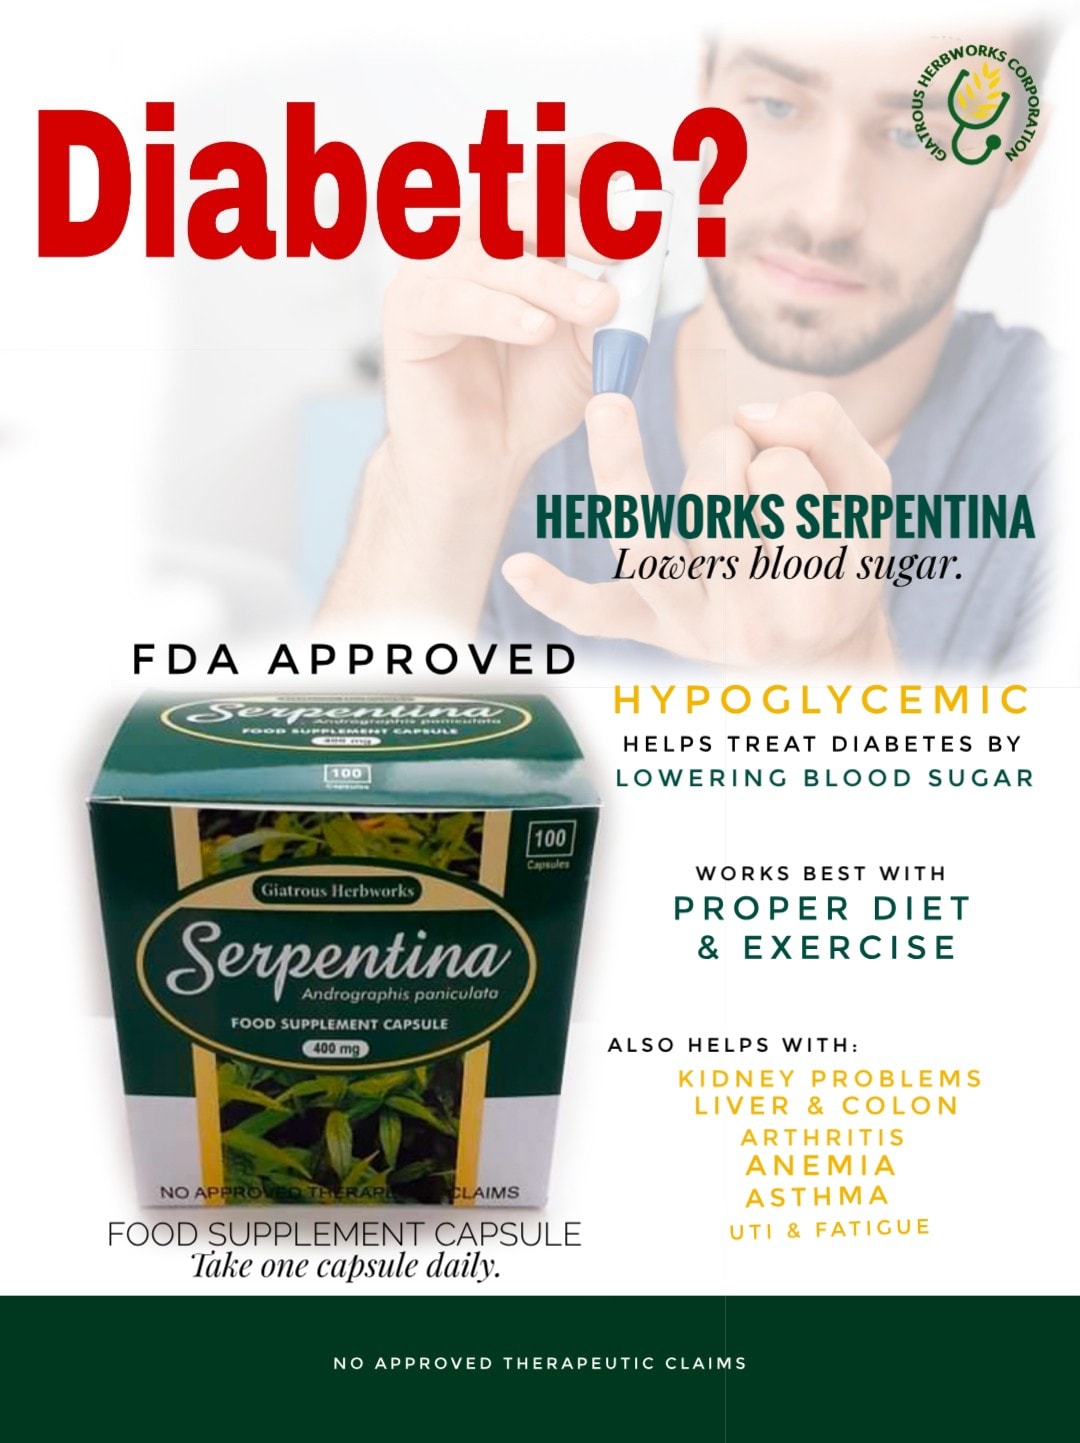 Diabetic?
GIATROUS HERBWORKS CORPORATION
HERBWORKS SERPENTINA
Lowers blood sugar.
FDA APPROVED
Serpentina
Andrographis paniculata
FOOD SUPPLEMENT CAPSULE
400 mg
100
Capsules
100
Capsules
Giatrous Herbworks
Serpentina
Andrographis paniculata
FOOD SUPPLEMENT CAPSULE
400 mg
NO APPROVED THERAPEUTIC CLAIMS
FOOD SUPPLEMENT CAPSULE
Take one capsule daily.
HYPOGLYCEMIC
HELPS TREAT DIABETES BY
LOWERING BLOOD SUGAR
WORKS BEST WITH
PROPER DIET
& EXERCISE
ALSO HELPS WITH:
KIDNEY PROBLEMS
LIVER & COLON
ARTHRITIS
ANEMIA
ASTHMA
UTI & FATIGUE
NO APPROVED THERAPEUTIC CLAIMS